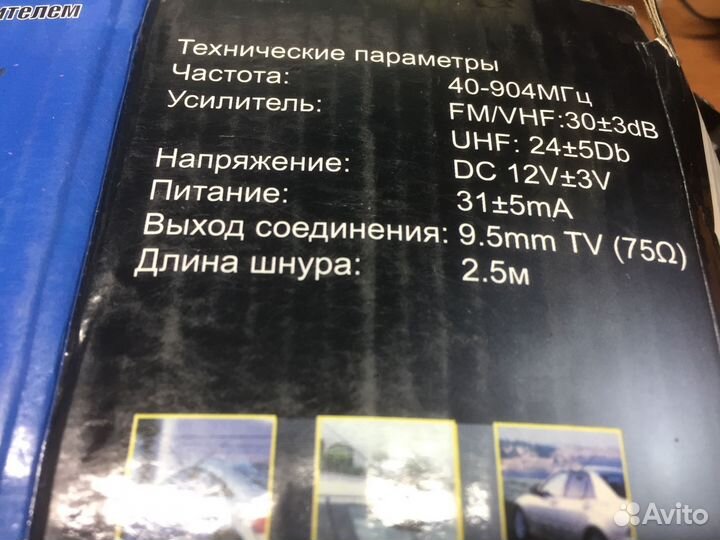 ителем
Технические параметры
Частота: 40-904МГц
Усилитель: FM/VHF:30±3dB
UHF: 24±5Db
Напряжение: DC 12V±3V
Питание: 31±5mA
Выход соединения: 9.5mm TV (75Ω)
Длина шнура: 2.5м
Avito